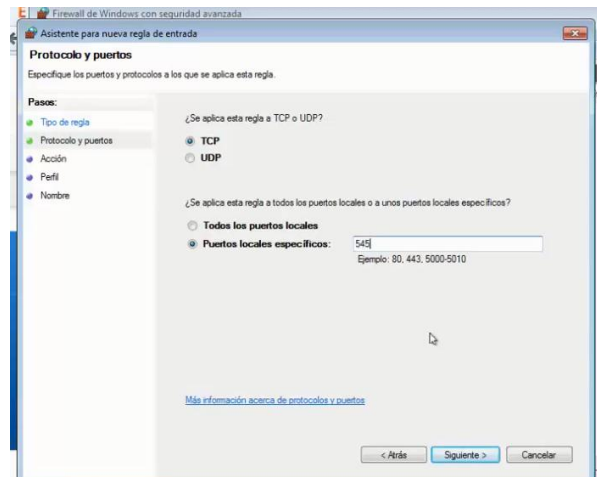 Firewall de Windows con seguridad avanzada
Asistente para nueva regla de entrada
Protocolo y puertos
Especifique los puertos y protocolos a los que se aplica esta regla.
Pasos:
Tipo de regla
Protocolo y puertos
Acción
Perfil
Nombre
¿Se aplica esta regla a TCP o UDP?
TCP
UDP
¿Se aplica esta regla a todos los puertos locales o a unos puertos locales específicos?
Todos los puertos locales
Puertos locales específicos: 545
Ejemplo: 80, 443, 5000-5010
Más información acerca de protocolos y puertos
< Atrás Siguiente > Cancelar